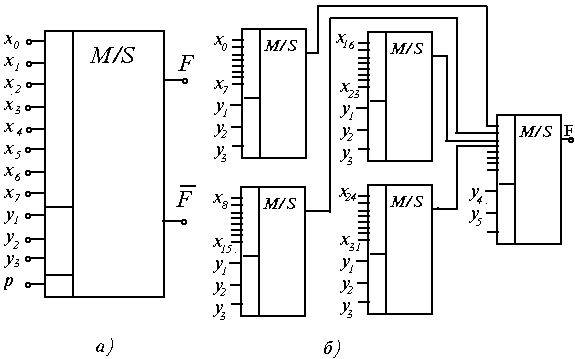 x₀
x₁
x₂
x₃
x₄
x₅
x₆
x₇
y₁
y₂
y₃
p
M/S
F
F̅
а)
x₀
x₇
y₁
y₂
y₃
M/S
x₈
x₁₅
y₁
y₂
y₃
M/S
x₁₆
x₂₃
y₁
y₂
y₃
M/S
x₂₄
x₃₁
y₁
y₂
y₃
M/S
y₄
y₅
M/S
F
б)